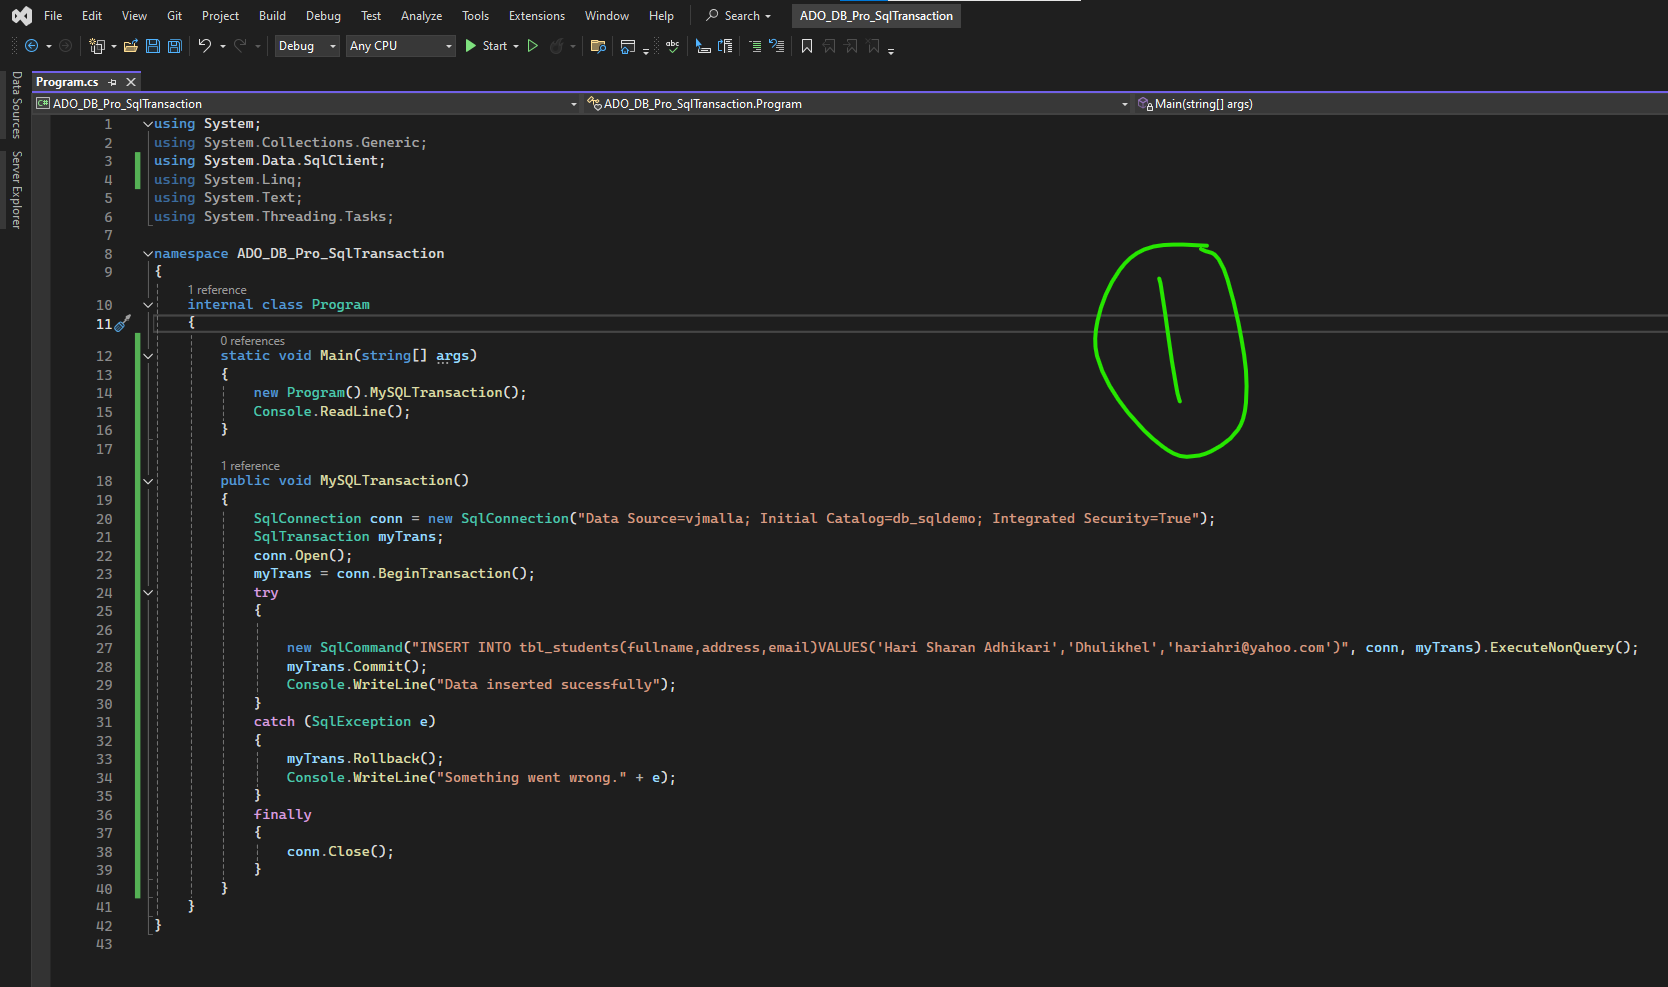 File Edit View Git Project Build Debug Test Analyze Tools Extensions Window Help Search ADO_DB_Pro_SqlTransaction
Debug Any CPU Start
Program.cs
ADO_DB_Pro_SqlTransaction ADO_DB_Pro_SqlTransaction.Program Main(string[] args)
Data Sources
Server Explorer
1 using System;
2 using System.Collections.Generic;
3 using System.Data.SqlClient;
4 using System.Linq;
5 using System.Text;
6 using System.Threading.Tasks;
7
8 namespace ADO_DB_Pro_SqlTransaction
9 {
1 reference
10 internal class Program
11 {
0 references
12 static void Main(string[] args)
13 {
14 new Program().MySQLTransaction();
15 Console.ReadLine();
16 }
17
1 reference
18 public void MySQLTransaction()
19 {
20 SqlConnection conn = new SqlConnection("Data Source=vjmalla; Initial Catalog=db_sqldemo; Integrated Security=True");
21 SqlTransaction myTrans;
22 conn.Open();
23 myTrans = conn.BeginTransaction();
24 try
25 {
26
27 new SqlCommand("INSERT INTO tbl_students(fullname,address,email)VALUES('Hari Sharan Adhikari','Dhulikhel','hariahri@yahoo.com')", conn, myTrans).ExecuteNonQuery();
28 myTrans.Commit();
29 Console.WriteLine("Data inserted sucessfully");
30 }
31 catch (SqlException e)
32 {
33 myTrans.Rollback();
34 Console.WriteLine("Something went wrong." + e);
35 }
36 finally
37 {
38 conn.Close();
39 }
40 }
41 }
42 }
43
1